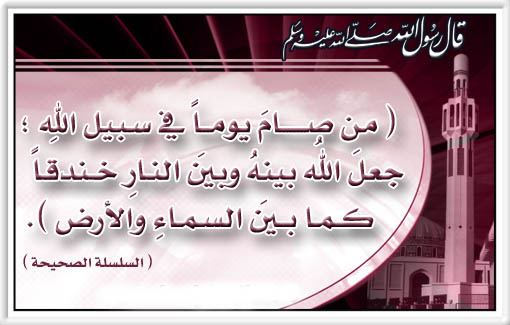 قال رسول الله صلى الله عليه وسلم
( من صــام يوماً في سبيل اللهِ ؛
جعلَ اللهُ بينهُ وبينَ النارِ خندقاً
كما بينَ السماءِ والأرض ).
( السلسلة الصحيحة )